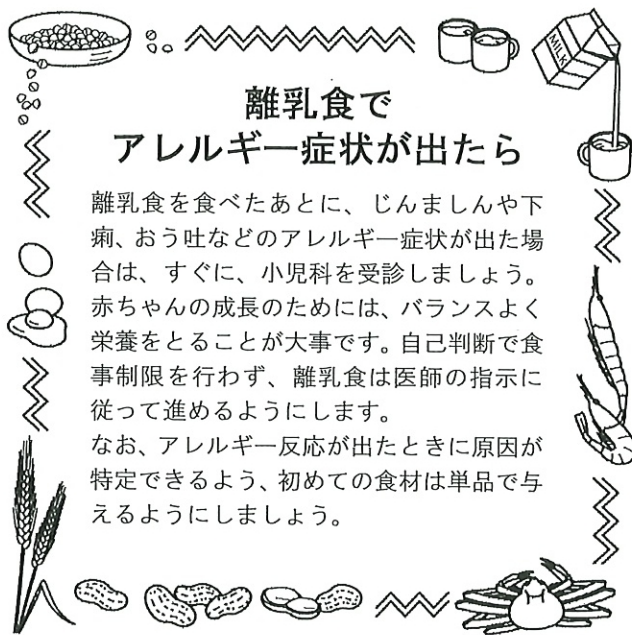 MILK
離乳食で
アレルギー症状が出たら
離乳食を食べたあとに、じんましんや下
痢、おう吐などのアレルギー症状が出た場
合は、すぐに、小児科を受診しましょう。
赤ちゃんの成長のためには、バランスよく
栄養をとることが大事です。自己判断で食
事制限を行わず、離乳食は医師の指示に
従って進めるようにします。
なお、アレルギー反応が出たときに原因が
特定できるよう、初めての食材は単品で与
えるようにしましょう。